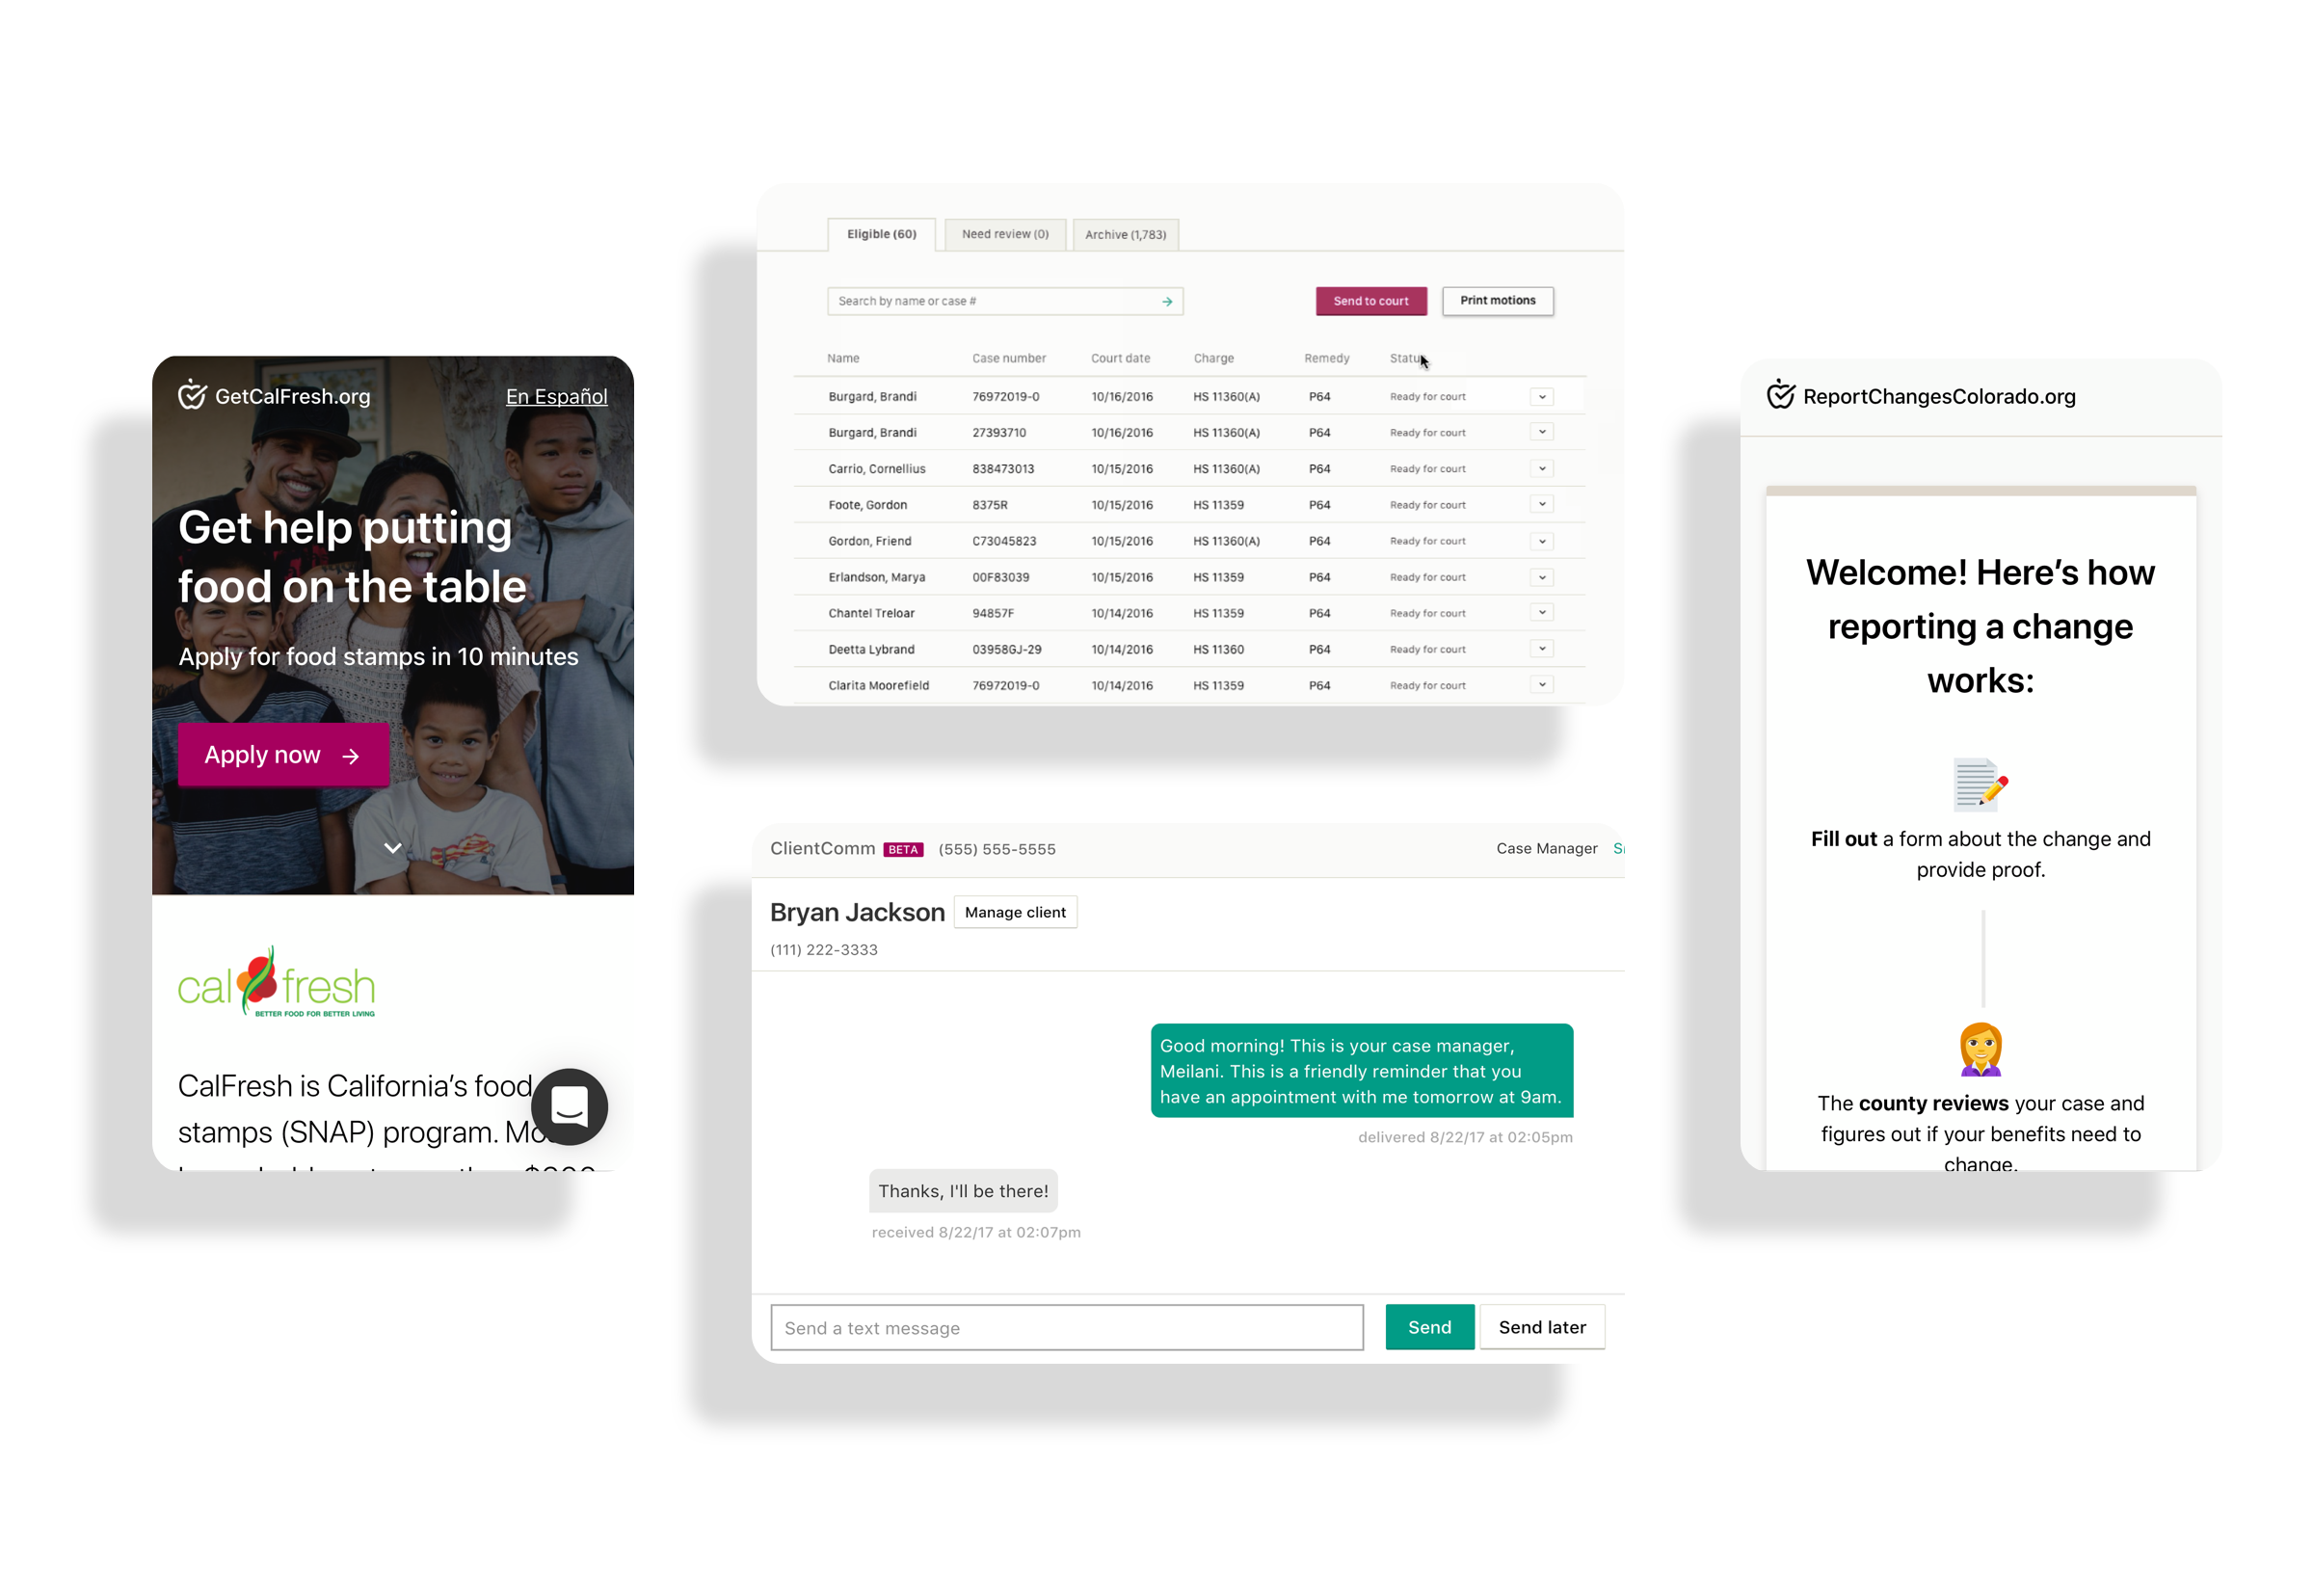 GetCalFresh.org
En Español
Get help putting
food on the table
Apply for food stamps in 10 minutes
Apply now
cal fresh
BETTER FOOD FOR BETTER LIVING
CalFresh is California's food
stamps (SNAP) program.
Eligible (60) Need review (0) Archive (1,783)
Search by name or case #
Send to court Print motions
Name Case number Court date Charge Remedy Statu
Burgard, Brandi 76972019-0 10/16/2016 HS 11360(A) P64 Ready for court
Burgard, Brandi 27393710 10/16/2016 HS 11360(A) P64 Ready for court
Carrio, Cornellius 838473013 10/15/2016 HS 11360(A) P64 Ready for court
Foote, Gordon 8375R 10/15/2016 HS 11359 P64 Ready for court
Gordon, Friend C73045823 10/15/2016 HS 11360(A) P64 Ready for court
Erlandson, Marya 00F83039 10/15/2016 HS 11359 P64 Ready for court
Chantel Treloar 94857F 10/14/2016 HS 11359 P64 Ready for court
Deetta Lybrand 03958GJ-29 10/14/2016 HS 11360 P64 Ready for court
Clarita Moorefield 76972019-0 10/14/2016 HS 11359 P64 Ready for court
ClientComm BETA (555) 555-5555 Case Manager
Bryan Jackson Manage client
(111) 222-3333
Good morning! This is your case manager,
Meilani. This is a friendly reminder that you
have an appointment with me tomorrow at 9am.
delivered 8/22/17 at 02:05pm
Thanks, I'll be there!
received 8/22/17 at 02:07pm
Send a text message
Send Send later
ReportChangesColorado.org
Welcome! Here's how
reporting a change
works:
Fill out a form about the change and
provide proof.
The county reviews your case and
figures out if your benefits need to
change.